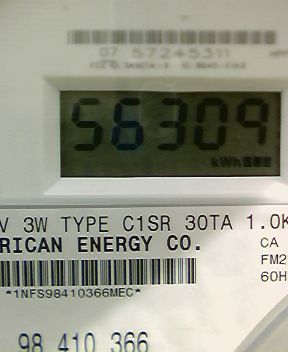 07 57245311
56309
kWh
V 3W TYPE C1SR 30TA 1.0K
RICAN ENERGY CO.
CA
FM2
60H
*1NFS98410366MEC*
98 410 366